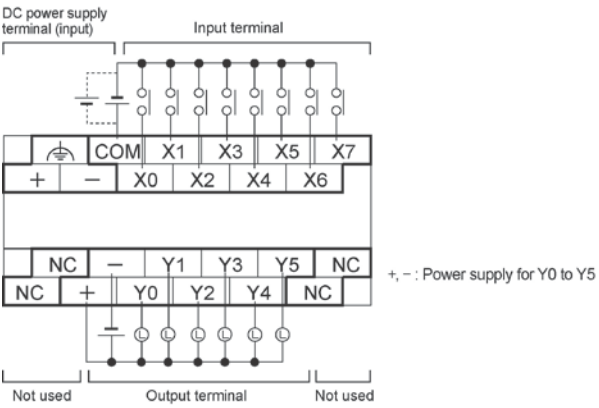 DC power supply
terminal (input)
Input terminal
COM X1 X3 X5 X7
+ − X0 X2 X4 X6
NC − Y1 Y3 Y5 NC
NC + Y0 Y2 Y4 NC
+, − : Power supply for Y0 to Y5
L L L L L L
Not used Output terminal Not used